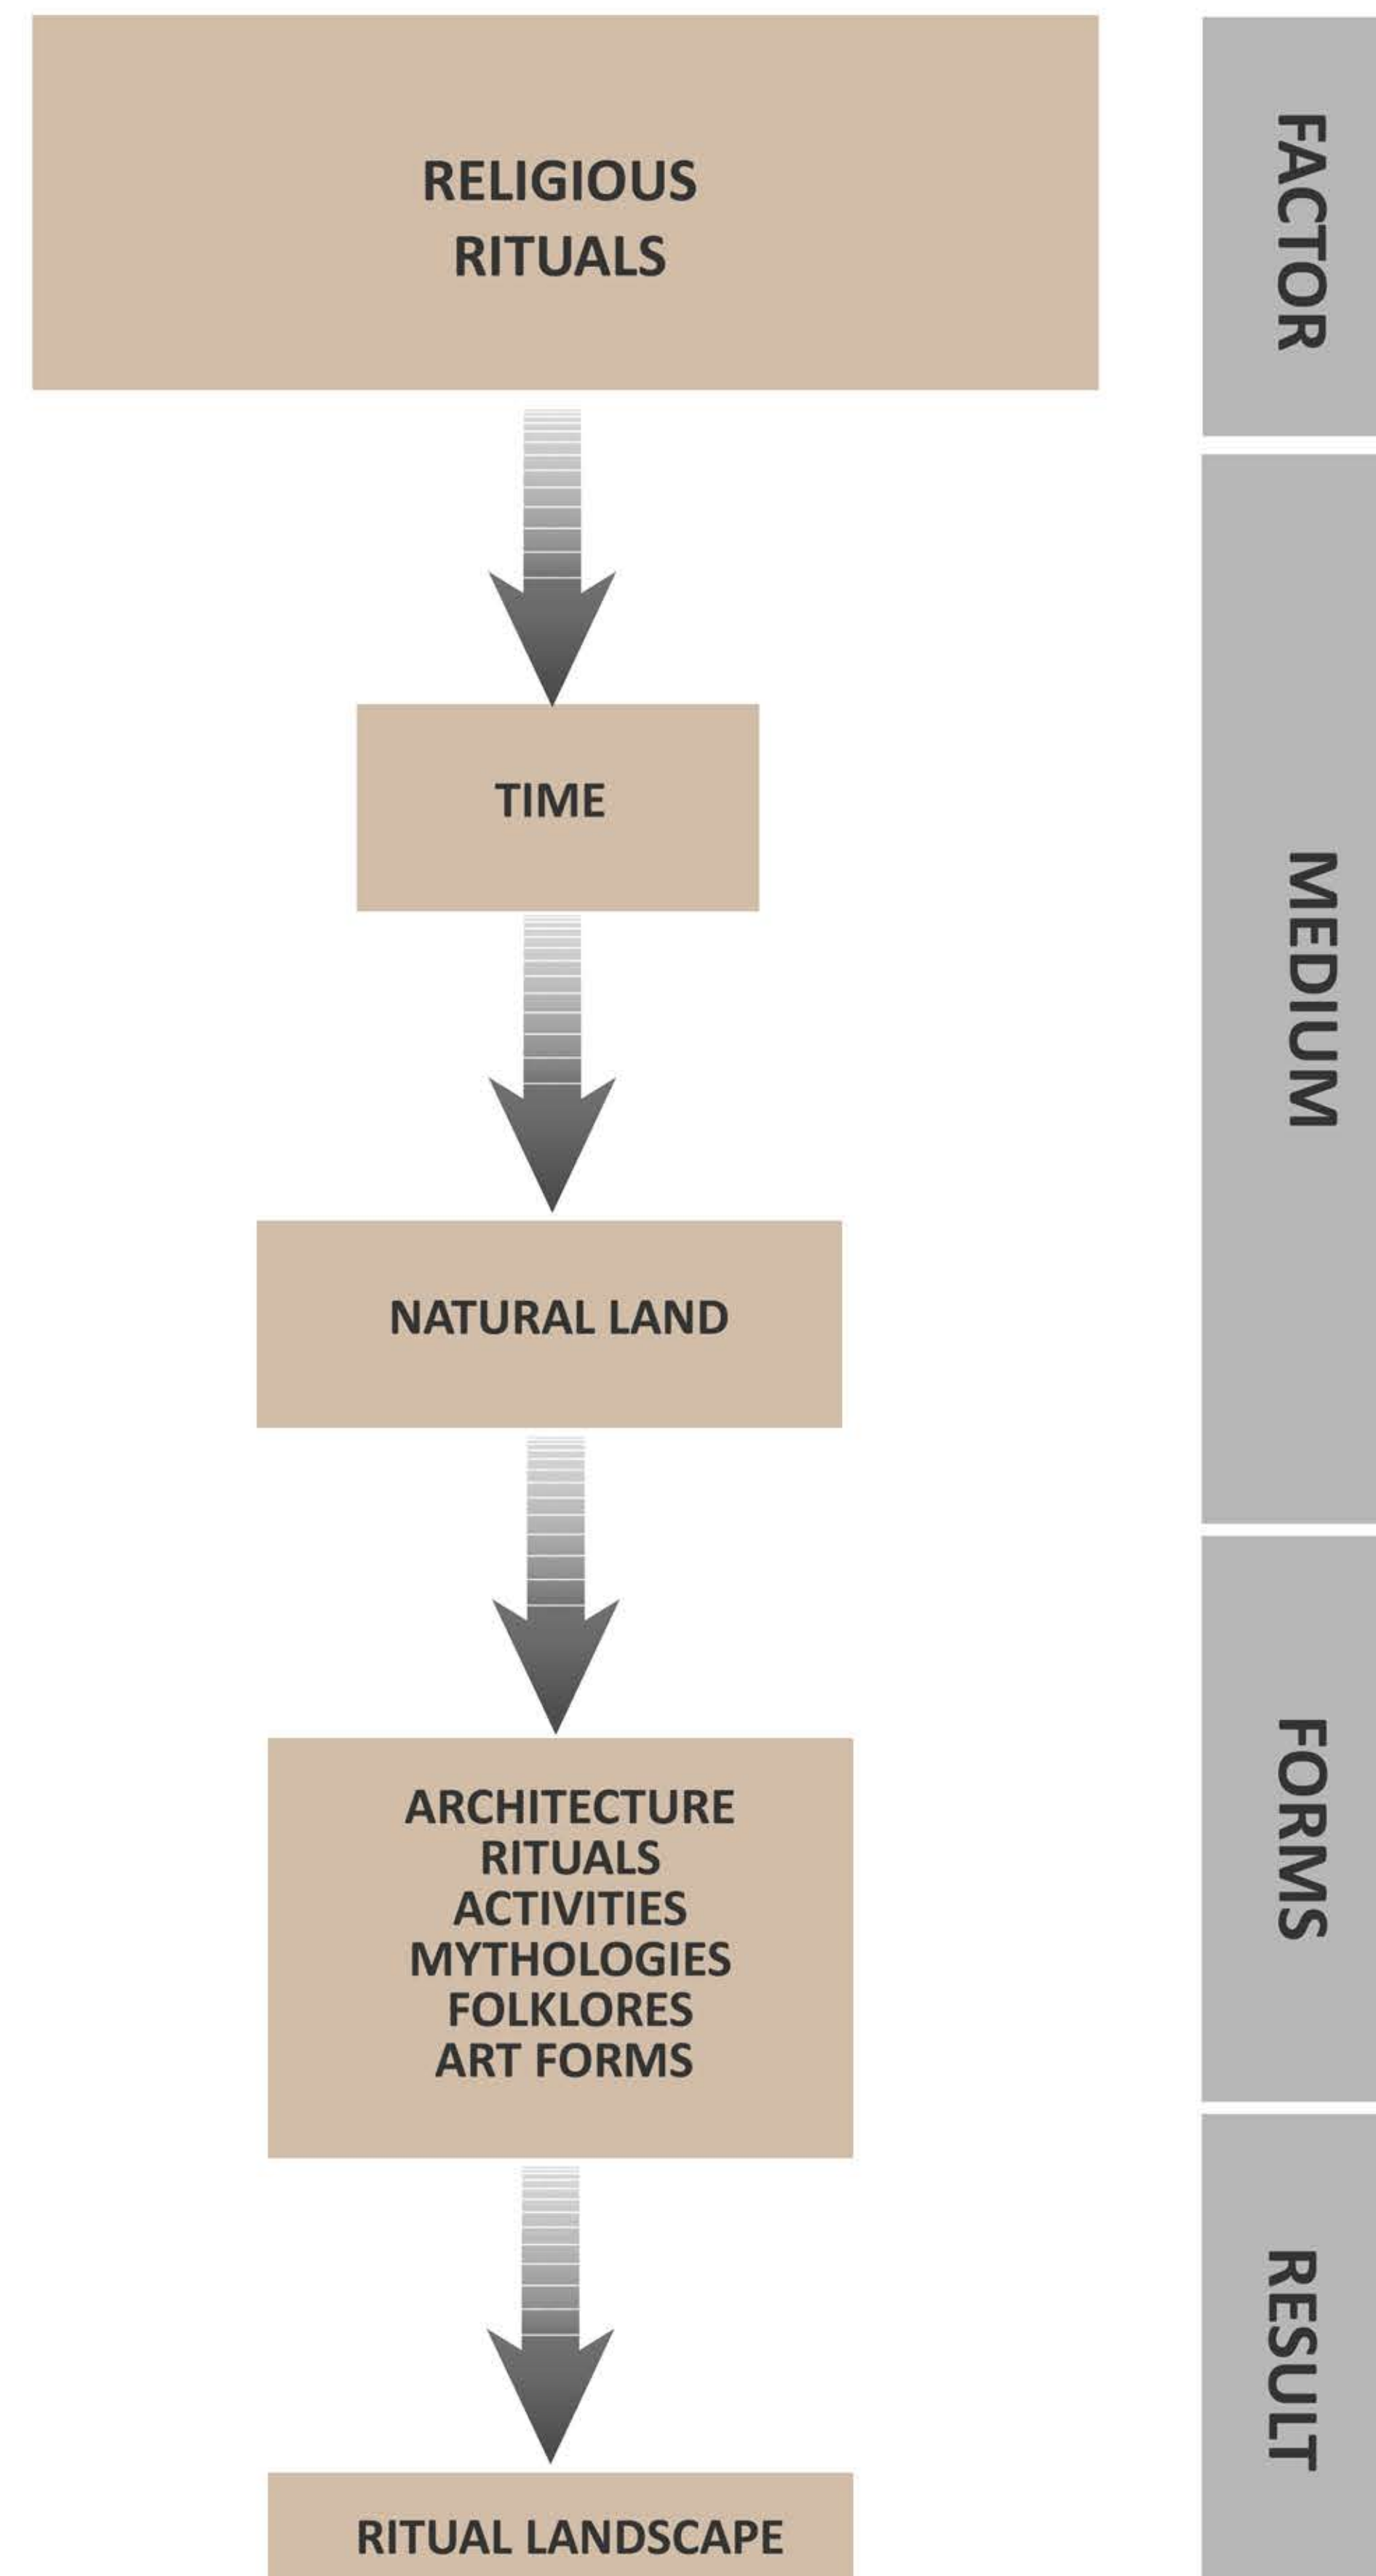 RELIGIOUS
RITUALS
FACTOR
TIME
MEDIUM
NATURAL LAND
ARCHITECTURE
RITUALS
ACTIVITIES
MYTHOLOGIES
FOLKLORES
ART FORMS
FORMS
RITUAL LANDSCAPE
RESULT